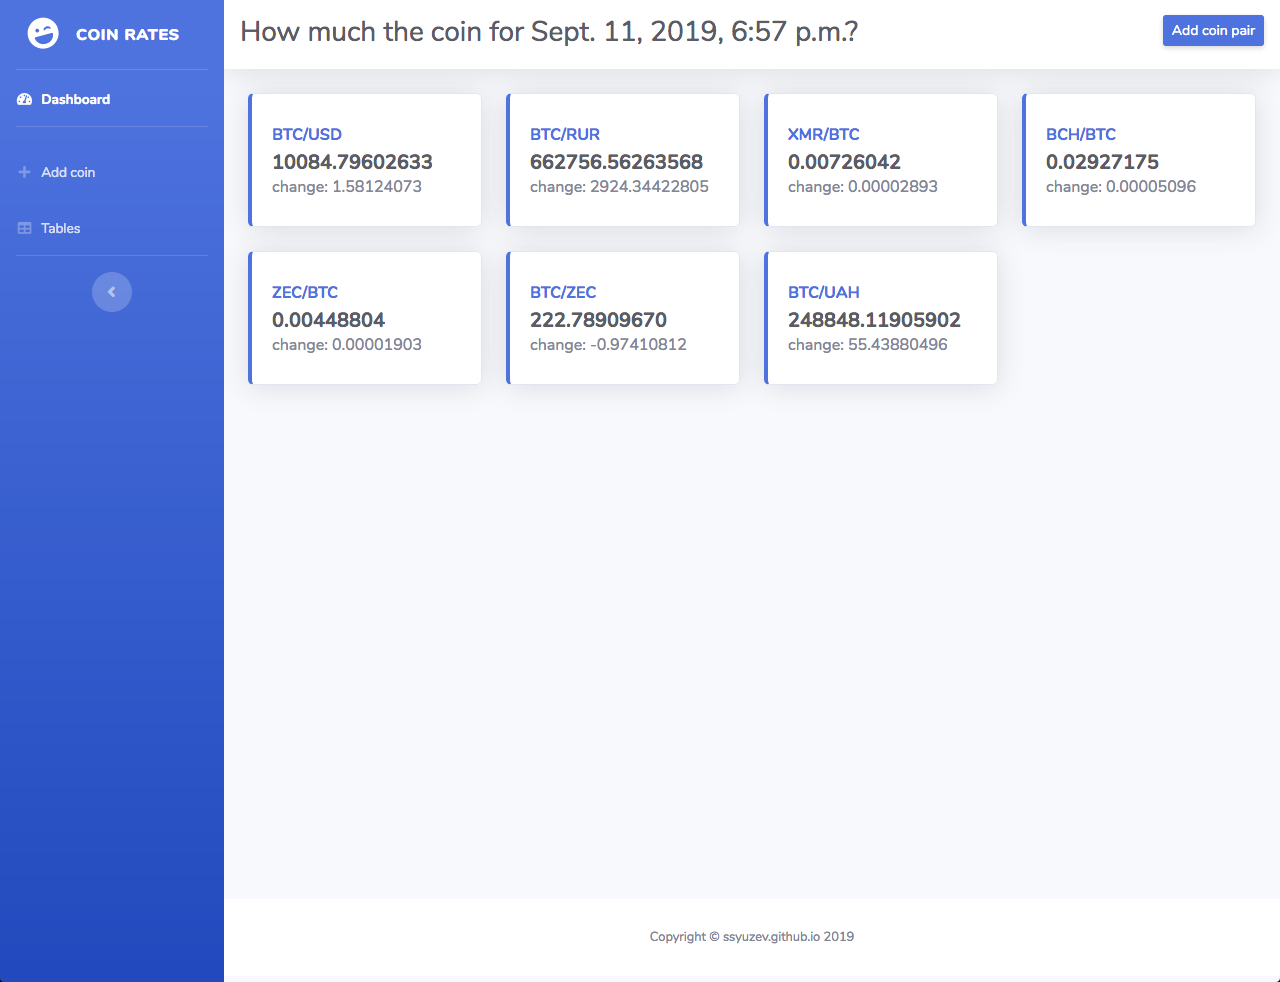 COIN RATES
Dashboard
Add coin
Tables
How much the coin for Sept. 11, 2019, 6:57 p.m.?
Add coin pair
BTC/USD
10084.79602633
change: 1.58124073
BTC/RUR
662756.56263568
change: 2924.34422805
XMR/BTC
0.00726042
change: 0.00002893
BCH/BTC
0.02927175
change: 0.00005096
ZEC/BTC
0.00448804
change: 0.00001903
BTC/ZEC
222.78909670
change: -0.97410812
BTC/UAH
248848.11905902
change: 55.43880496
Copyright © ssyuzev.github.io 2019